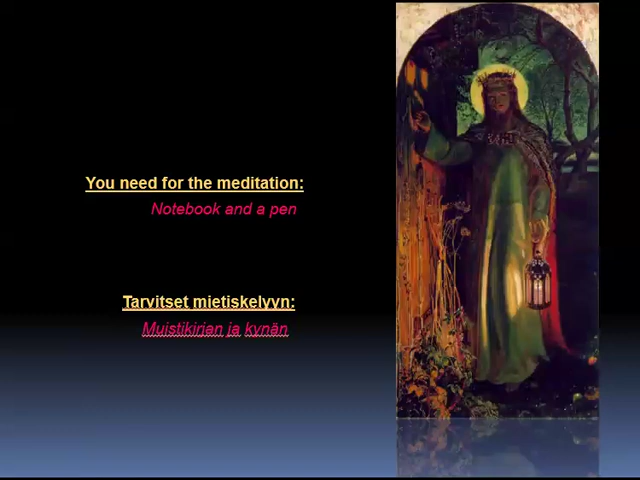 You need for the meditation:
Notebook and a pen
Tarvitset mietiskelyyn:
Muistikirjan ja kynän